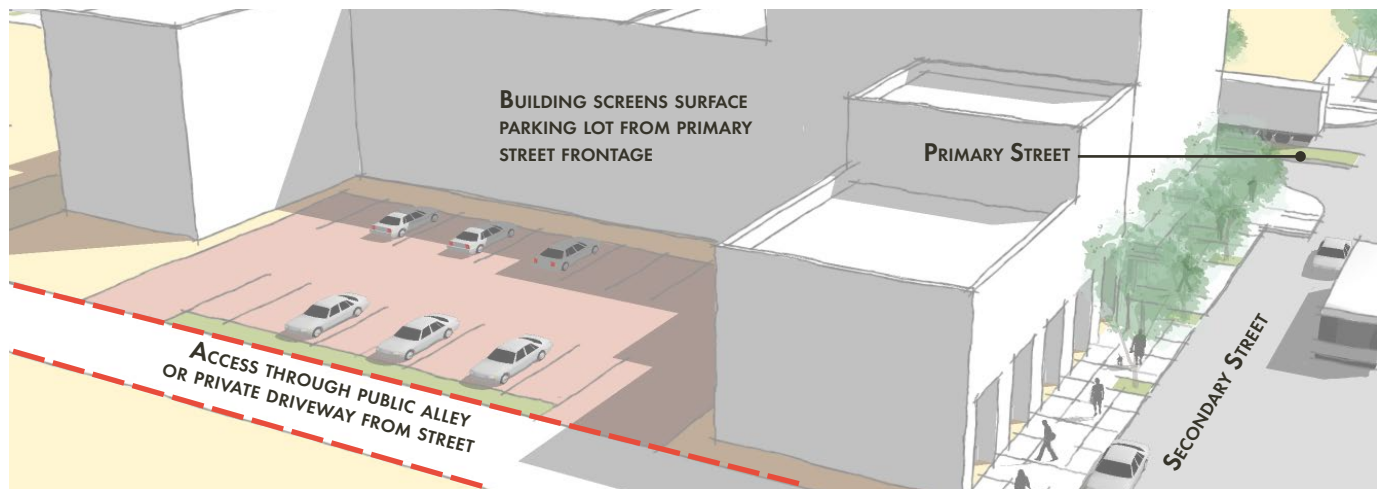 Building screens surface
parking lot from primary
street frontage
Primary Street
Access through public alley
or private driveway from street
Secondary Street